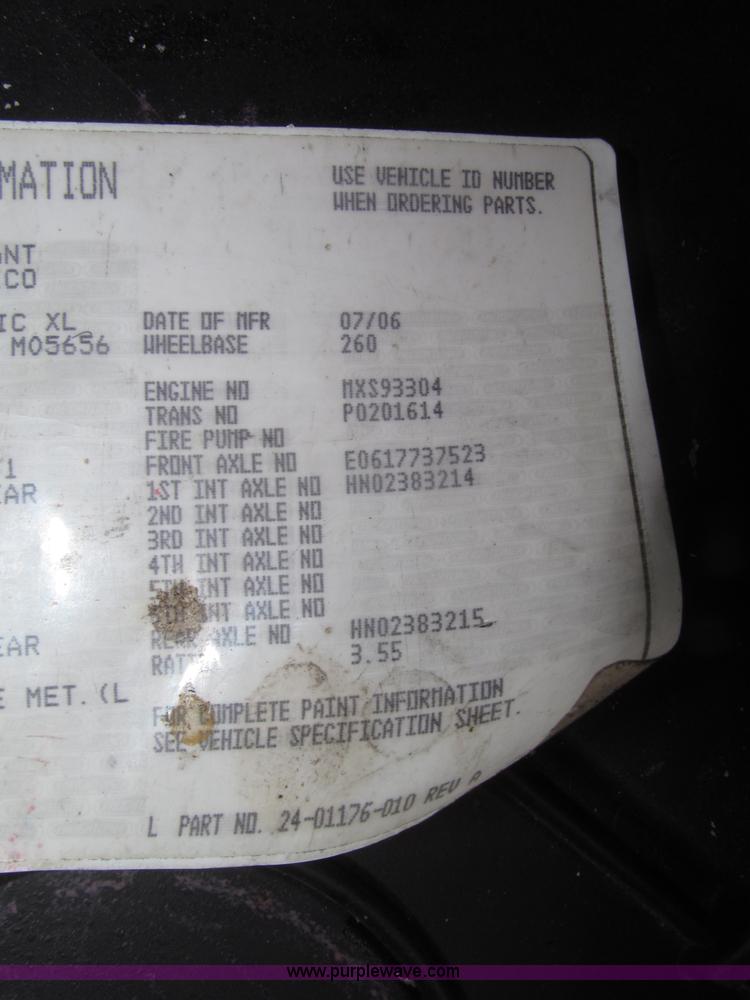 MATION
USE VEHICLE ID NUMBER
WHEN ORDERING PARTS.
NT
CO
IC XL
DATE OF MFR 07/06
M05656 WHEELBASE 260
ENGINE NO MXS93304
TRANS NO P0201614
FIRE PUMP NO
1 FRONT AXLE NO E0617737523
EAR 1ST INT AXLE NO HN02383214
2ND INT AXLE NO
3RD INT AXLE NO
4TH INT AXLE NO
5TH INT AXLE NO
INT AXLE NO
EAR REAR AXLE NO HN02383215
3.55
E MET. (L
FOR COMPLETE PAINT INFORMATION
SEE VEHICLE SPECIFICATION SHEET.
L PART NO. 24-01176-010 REV A
www.purplewave.com